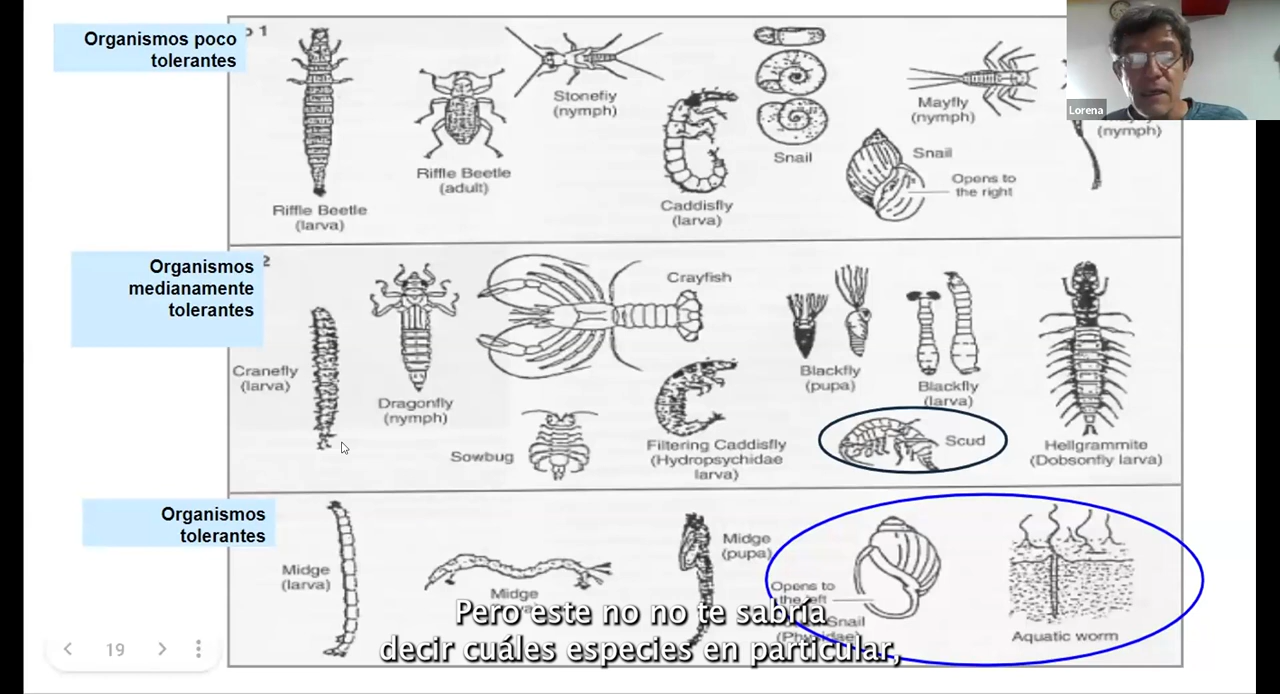 Organismos poco
tolerantes
1
Riffle Beetle
(larva)
Riffle Beetle
(adult)
Stonefly
(nymph)
Caddisfly
(larva)
Snail
Snail
Opens to
the right
Mayfly
(nymph)
(nymph)
Lorena
Organismos
medianamente
tolerantes
2
Cranefly
(larva)
Dragonfly
(nymph)
Crayfish
Sowbug
Filtering Caddisfly
(Hydropsychidae
larva)
Blackfly
(pupa)
Blackfly
(larva)
Scud
Hellgrammite
(Dobsonfly larva)
Organismos
tolerantes
Midge
(larva)
Midge
Midge
(pupa)
Opens to
the left
Snail
Aquatic worm
19
Pero este no no te sabría
decir cuáles especies en particular,